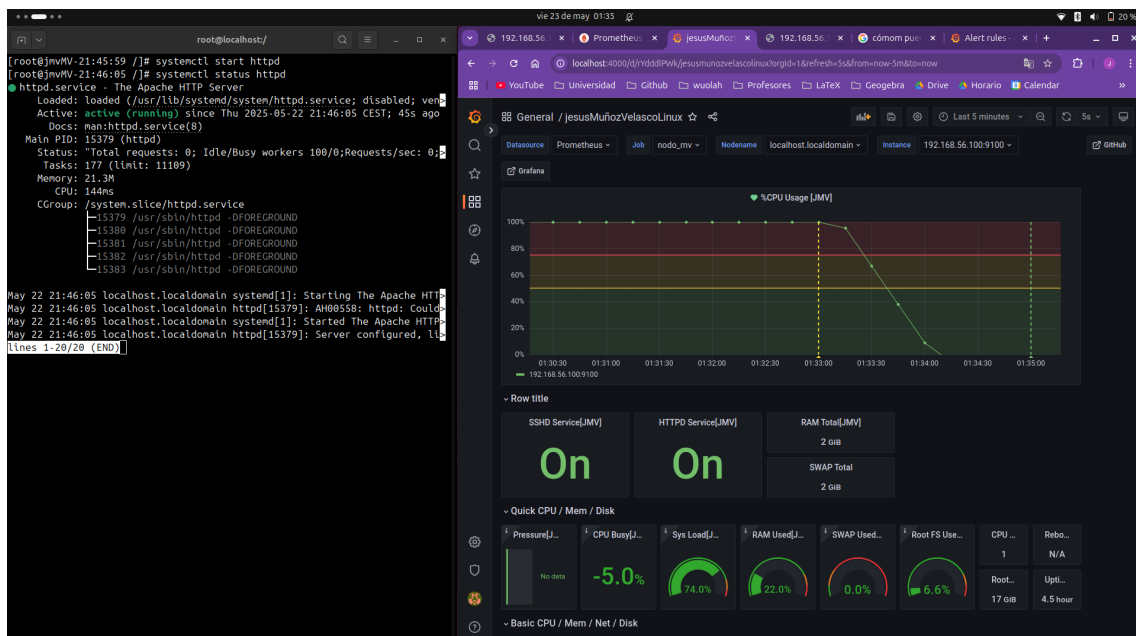 vie 23 de may 01:35
20 %
root@localhost:/
[root@jmvMV-21:45:59 /]# systemctl start httpd
[root@jmvMV-21:46:05 /]# systemctl status httpd
● httpd.service - The Apache HTTP Server
Loaded: loaded (/usr/lib/systemd/system/httpd.service; disabled; ven>
Active: active (running) since Thu 2025-05-22 21:46:05 CEST; 45s ago
Docs: man:httpd.service(8)
Main PID: 15379 (httpd)
Status: "Total requests: 0; Idle/Busy workers 100/0;Requests/sec: 0;>
Tasks: 177 (limit: 11109)
Memory: 21.3M
CPU: 144ms
CGroup: /system.slice/httpd.service
├─15379 /usr/sbin/httpd -DFOREGROUND
├─15380 /usr/sbin/httpd -DFOREGROUND
├─15381 /usr/sbin/httpd -DFOREGROUND
├─15382 /usr/sbin/httpd -DFOREGROUND
└─15383 /usr/sbin/httpd -DFOREGROUND
May 22 21:46:05 localhost.localdomain systemd[1]: Starting The Apache HTT>
May 22 21:46:05 localhost.localdomain httpd[15379]: AH00558: httpd: Could>
May 22 21:46:05 localhost.localdomain systemd[1]: Started The Apache HTTP>
May 22 21:46:05 localhost.localdomain httpd[15379]: Server configured, li>
lines 1-20/20 (END)
192.168.56.1 Prometheus jesusMuñoz 192.168.56.1 cómom pue Alert rules -
localhost:4000/d/rYdddlPWk/jesusmunozvelascolinux?orgId=1&refresh=5s&from=now-5m&to=now
YouTube Universidad Github wuolah Profesores LaTeX Geogebra Drive Horario Calendar
General / jesusMuñozVelascoLinux
Last 5 minutes
5s
Datasource Prometheus Job nodo_mv Nodename localhost.localdomain Instance 192.168.56.100:9100
GitHub
Grafana
%CPU Usage [JMV]
100%
80%
60%
40%
20%
0%
01:30:30 01:31:00 01:31:30 01:32:00 01:32:30 01:33:00 01:33:30 01:34:00 01:34:30 01:35:00
192.168.56.100:9100
Row title
SSHD Service[JMV]
On
HTTPD Service[JMV]
On
RAM Total[JMV]
2 GiB
SWAP Total
2 GiB
Quick CPU / Mem / Disk
Pressure[J...
No data
CPU Busy[J...
-5.0%
Sys Load[J...
74.0%
RAM Used[J...
22.0%
SWAP Used...
0.0%
Root FS Use...
6.6%
CPU ...
1
Rebo...
N/A
Root...
17 GiB
Upti...
4.5 hour
Basic CPU / Mem / Net / Disk